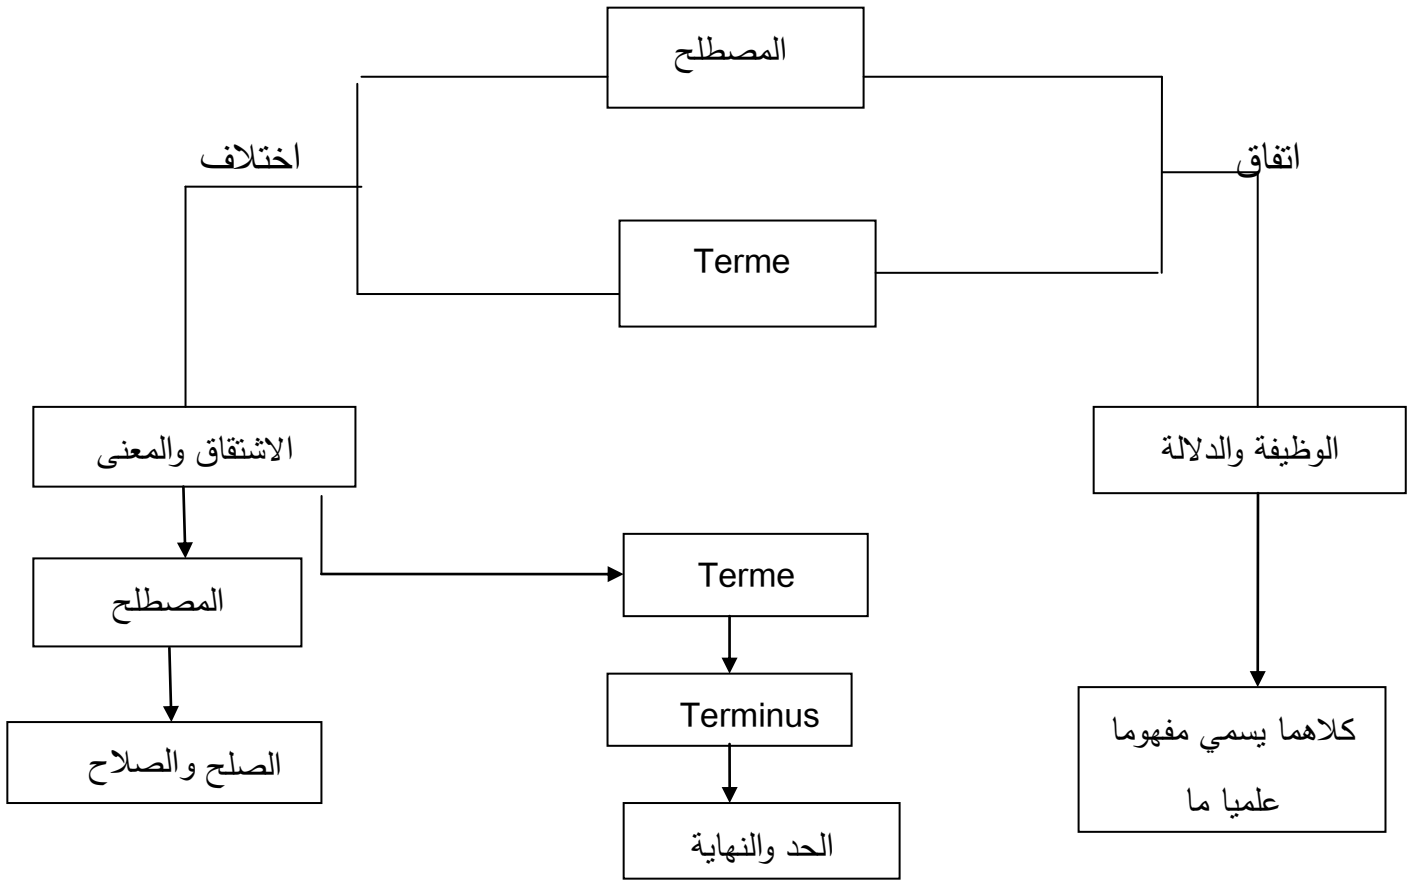 المصطلح
اتفاق
اختلاف
Terme
الوظيفة والدلالة
الاشتقاق والمعنى
Terme
المصطلح
Terminus
كلاهما يسمي مفهوما
علميا ما
الصلح والصلاح
الحد والنهاية